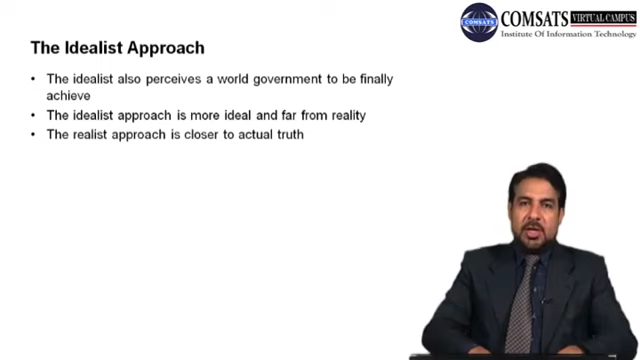 COMSATS VIRTUAL CAMPUS
Institute Of Information Technology
The Idealist Approach
• The idealist also perceives a world government to be finally
achieve
• The idealist approach is more ideal and far from reality
• The realist approach is closer to actual truth